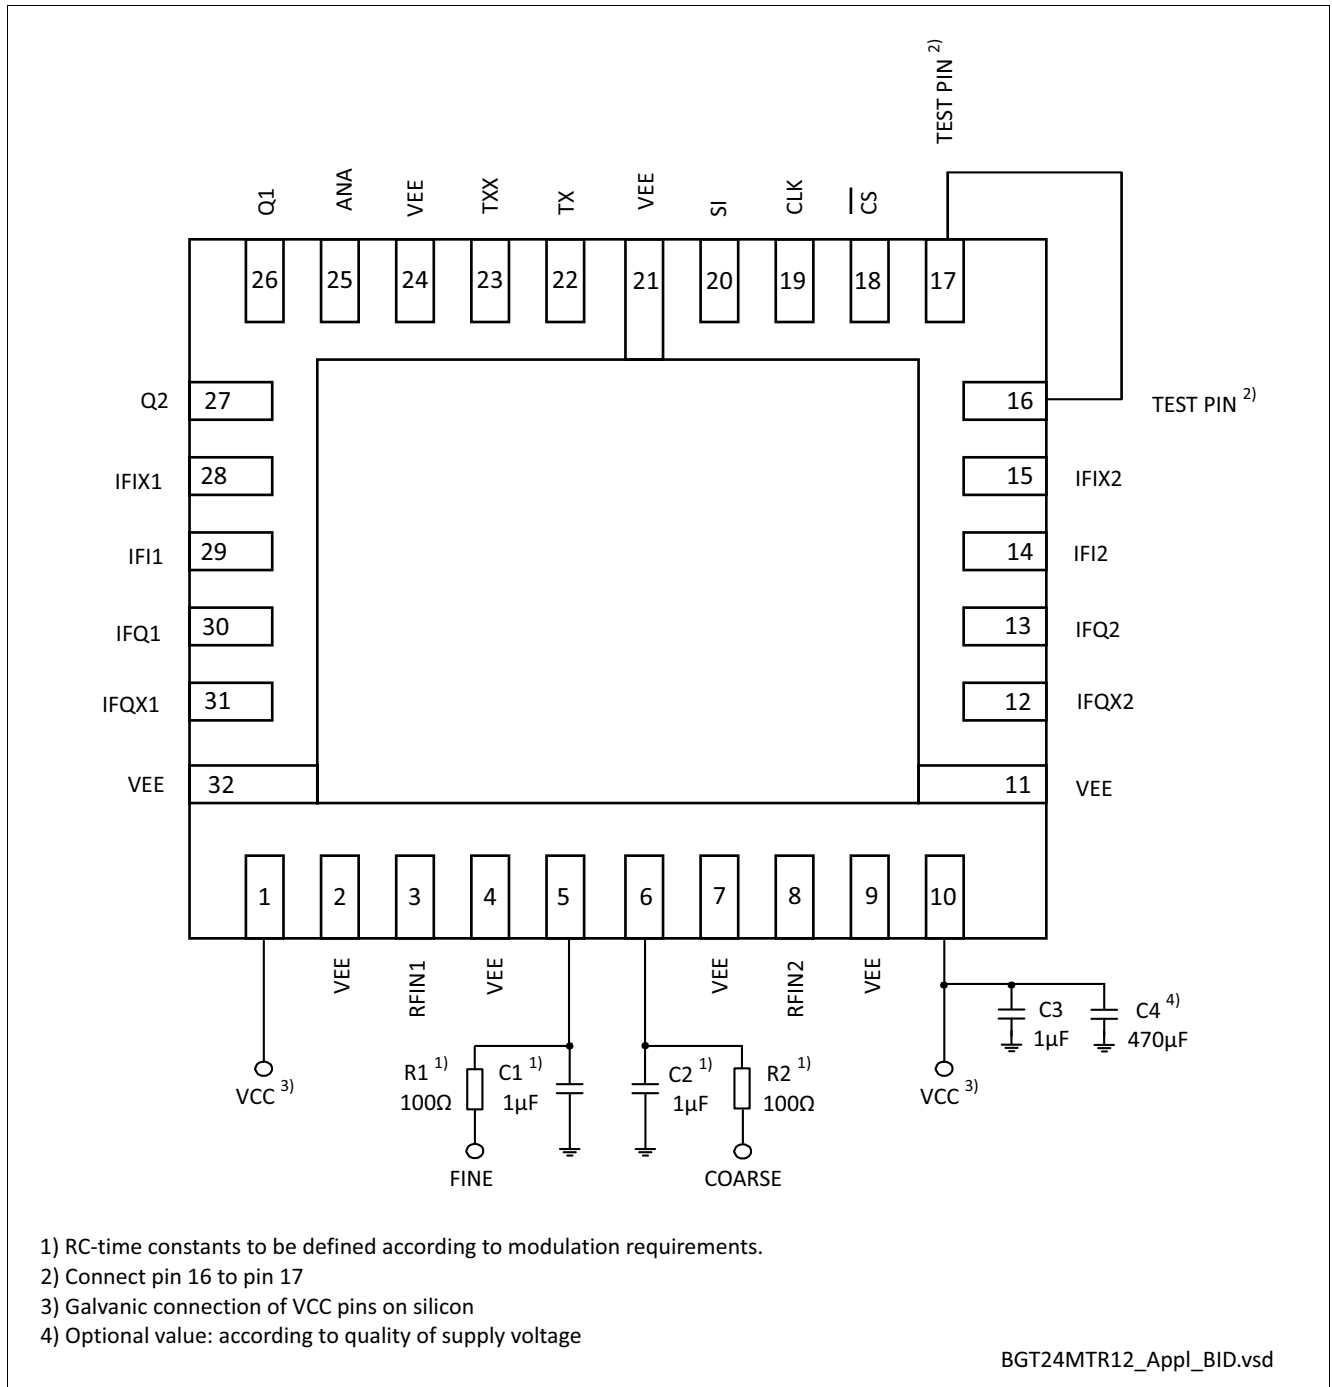 TEST PIN 2)
Q1
ANA
VEE
TXX
TX
VEE
SI
CLK
CS
26
25
24
23
22
21
20
19
18
17
Q2
27
16
TEST PIN 2)
IFIX1
28
15
IFIX2
IFI1
29
14
IFI2
IFQ1
30
13
IFQ2
IFQX1
31
12
IFQX2
VEE
32
11
VEE
1
2
3
4
5
6
7
8
9
10
VEE
RFIN1
VEE
VEE
RFIN2
VEE
C3
1µF
C4 4)
470µF
VCC 3)
R1 1)
100Ω
C1 1)
1µF
C2 1)
1µF
R2 1)
100Ω
VCC 3)
FINE
COARSE
1) RC-time constants to be defined according to modulation requirements.
2) Connect pin 16 to pin 17
3) Galvanic connection of VCC pins on silicon
4) Optional value: according to quality of supply voltage
BGT24MTR12_Appl_BID.vsd